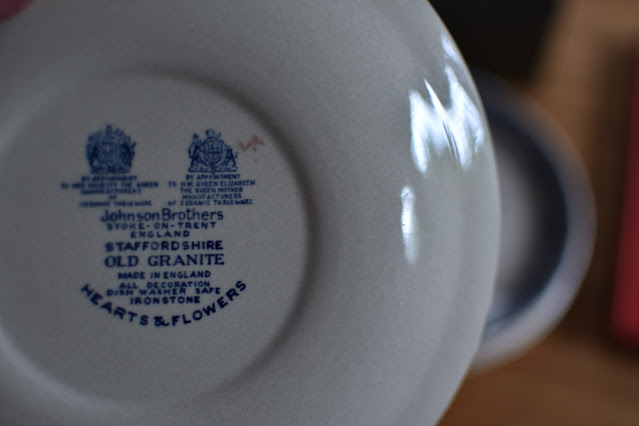 BY APPOINTMENT
TO HER MAJESTY THE QUEEN
MANUFACTURERS
OF
CERAMIC TABLEWARE
BY APPOINTMENT
TO H.M. QUEEN ELIZABETH
THE QUEEN MOTHER
MANUFACTURERS
OF CERAMIC TABLEWARE
Johnson Brothers
STOKE-ON-TRENT
ENGLAND
STAFFORDSHIRE
OLD GRANITE
MADE IN ENGLAND
ALL DECORATION
DISH WASHER SAFE
IRONSTONE
HEARTS & FLOWERS